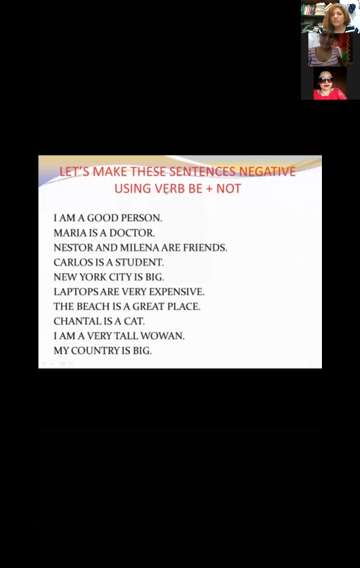 LET'S MAKE THESE SENTENCES NEGATIVE
USING VERB BE + NOT
I AM A GOOD PERSON.
MARIA IS A DOCTOR.
NESTOR AND MILENA ARE FRIENDS.
CARLOS IS A STUDENT.
NEW YORK CITY IS BIG.
LAPTOPS ARE VERY EXPENSIVE.
THE BEACH IS A GREAT PLACE.
CHANTAL IS A CAT.
I AM A VERY TALL WOWAN.
MY COUNTRY IS BIG.